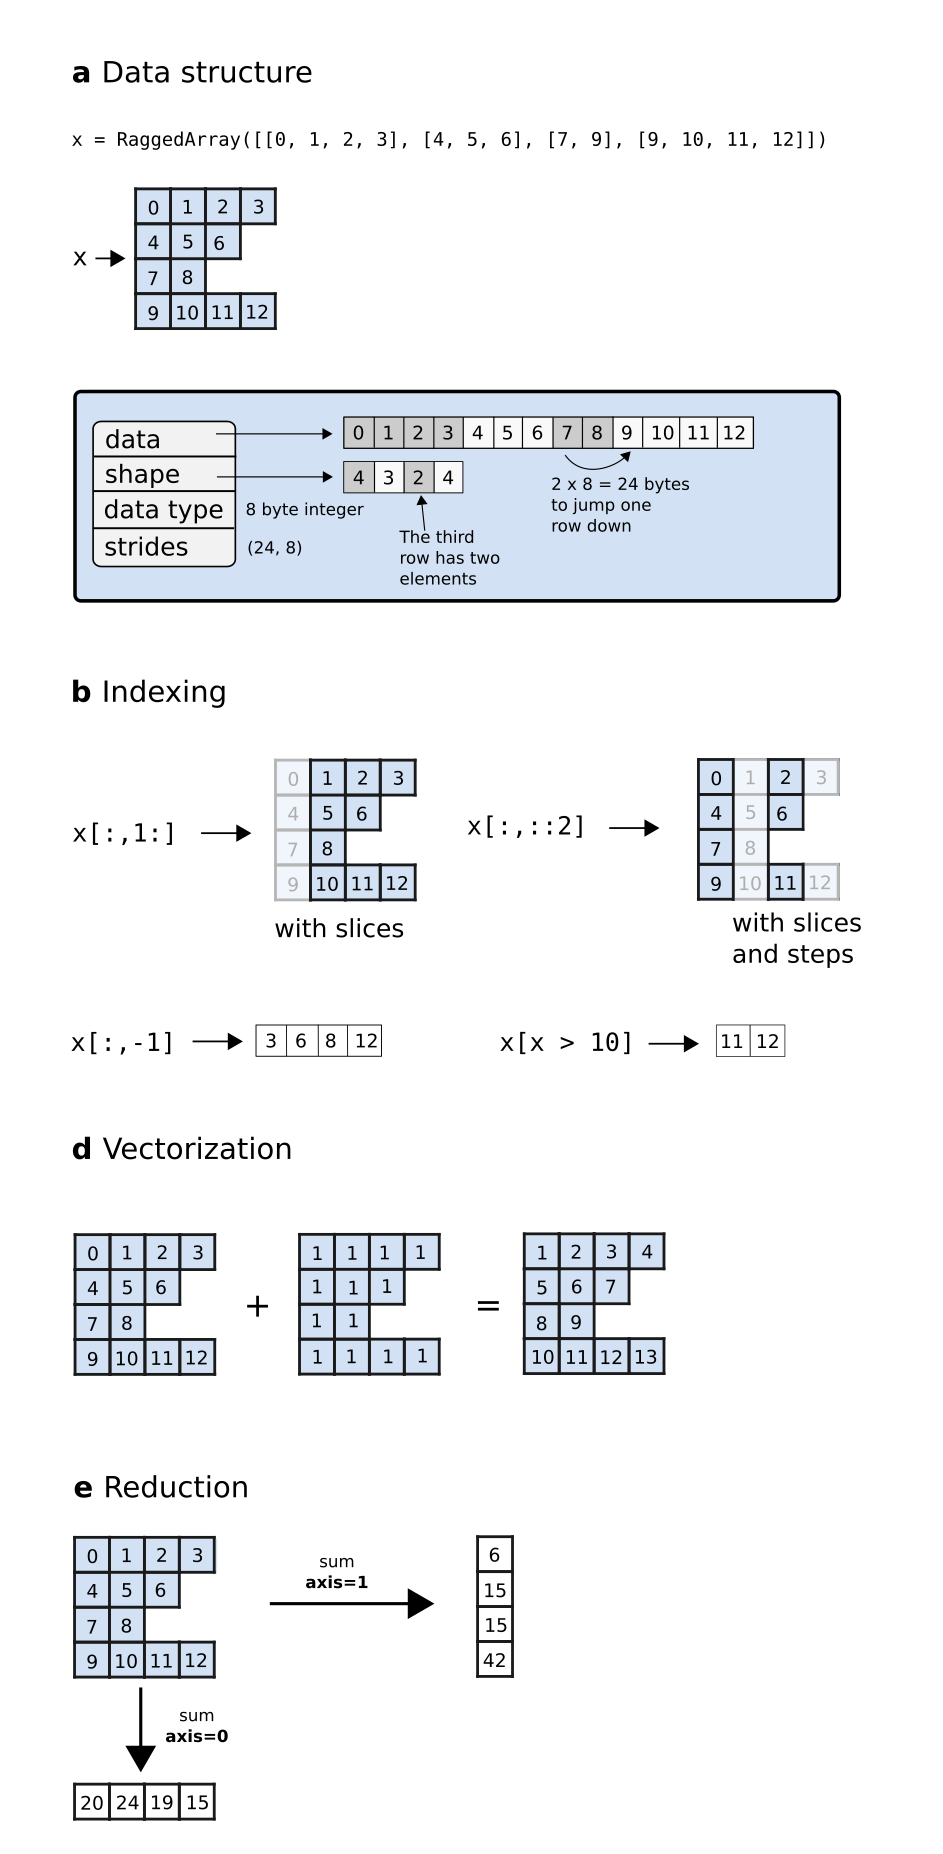 a Data structure
x = RaggedArray([[0, 1, 2, 3], [4, 5, 6], [7, 9], [9, 10, 11, 12]])
0 1 2 3
x
4 5 6
7 8
9 10 11 12
data
0 1 2 3 4 5 6 7 8 9 10 11 12
shape
4 3 2 4
data type
8 byte integer
strides
(24, 8)
The third
row has two
elements
2 x 8 = 24 bytes
to jump one
row down
b Indexing
x[:,1:]
0 1 2 3
4 5 6
7 8
9 10 11 12
with slices
x[:,::2]
0 1 2 3
4 5 6
7 8
9 10 11 12
with slices
and steps
x[:,-1]
3 6 8 12
x[x > 10]
11 12
d Vectorization
0 1 2 3
4 5 6
7 8
9 10 11 12
+
1 1 1 1
1 1 1
1 1
1 1 1 1
=
1 2 3 4
5 6 7
8 9
10 11 12 13
e Reduction
0 1 2 3
4 5 6
7 8
9 10 11 12
sum
axis=1
6
15
15
42
sum
axis=0
20 24 19 15